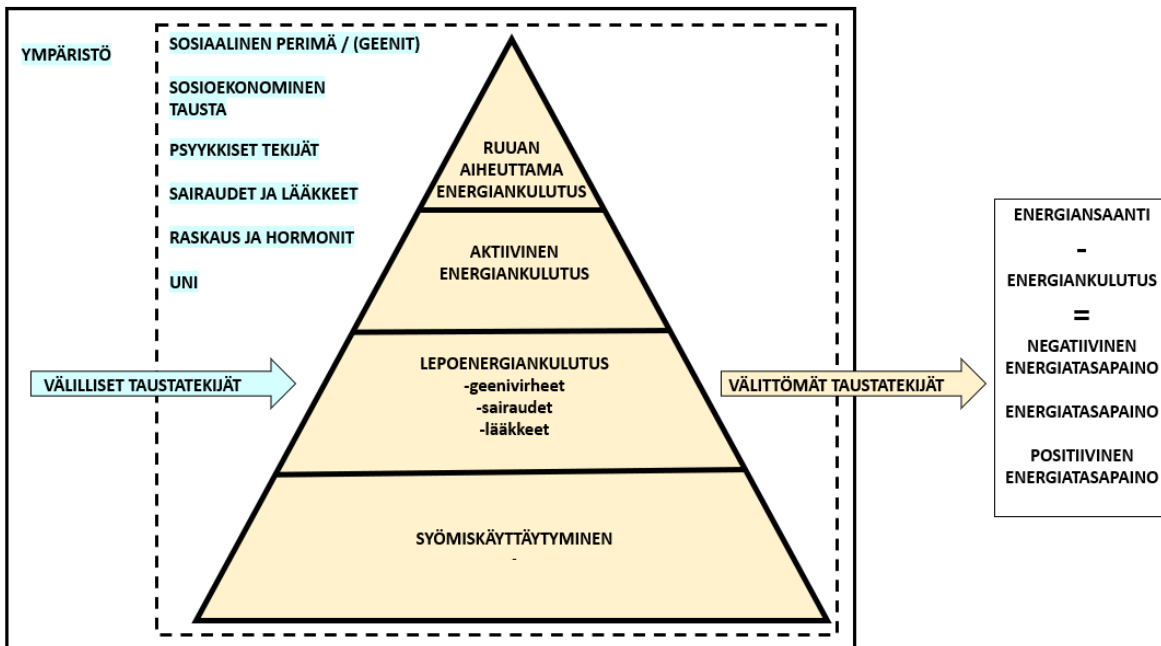 YMPÄRISTÖ
SOSIAALINEN PERIMÄ / (GEENIT)
SOSIOEKONOMINEN
TAUSTA
PSYYKKISET TEKIJÄT
SAIRAUDET JA LÄÄKKEET
RASKAUS JA HORMONIT
UNI
VÄLILLISET TAUSTATEKIJÄT
RUUAN
AIHEUTTAMA
ENERGIANKULUTUS
AKTIIVINEN
ENERGIANKULUTUS
LEPOENERGIANKULUTUS
-geenivirheet
-sairaudet
-lääkkeet
SYÖMISKÄYTTÄYTYMINEN
-
VÄLITTÖMÄT TAUSTATEKIJÄT
ENERGIANSAANTI
-
ENERGIANKULUTUS
=
NEGATIIVINEN
ENERGIATASAPAINO
ENERGIATASAPAINO
POSITIIVINEN
ENERGIATASAPAINO